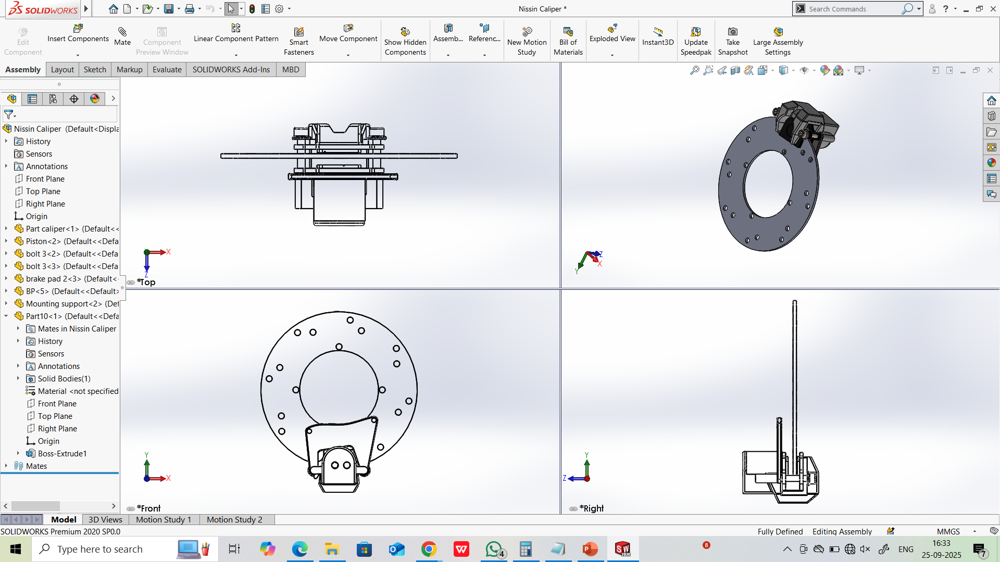 SOLIDWORKS
Nissin Caliper *
Search Commands
?
Edit Component
Insert Components
Mate
Component Preview Window
Linear Component Pattern
Smart Fasteners
Move Component
Show Hidden Components
Assemb...
Referenc...
New Motion Study
Bill of Materials
Exploded View
Instant3D
Update Speedpak
Take Snapshot
Large Assembly Settings
Assembly
Layout
Sketch
Markup
Evaluate
SOLIDWORKS Add-Ins
MBD
Nissin Caliper (Default<Displa
History
Sensors
Annotations
Front Plane
Top Plane
Right Plane
Origin
Part caliper<1> (Default<<
Piston<2> (Default<<Defa
bolt 3<2> (Default<<Defa
bolt 3<3> (Default<<Defa
brake pad 2<3> (Default<
BP<5> (Default<<Default>
Mounting support<2> (Def
Part10<1> (Default<<Defa
Mates in Nissin Caliper
History
Sensors
Annotations
Solid Bodies(1)
Material <not specified
Front Plane
Top Plane
Right Plane
Origin
Boss-Extrude1
Mates
X
Z
*Top
Z
X
Y
Y
X
*Front
Y
Z
*Right
Model
3D Views
Motion Study 1
Motion Study 2
SOLIDWORKS Premium 2020 SP0.0
Fully Defined
Editing Assembly
MMGS
Type here to search
4
8
ENG
16:33
25-09-2025
7